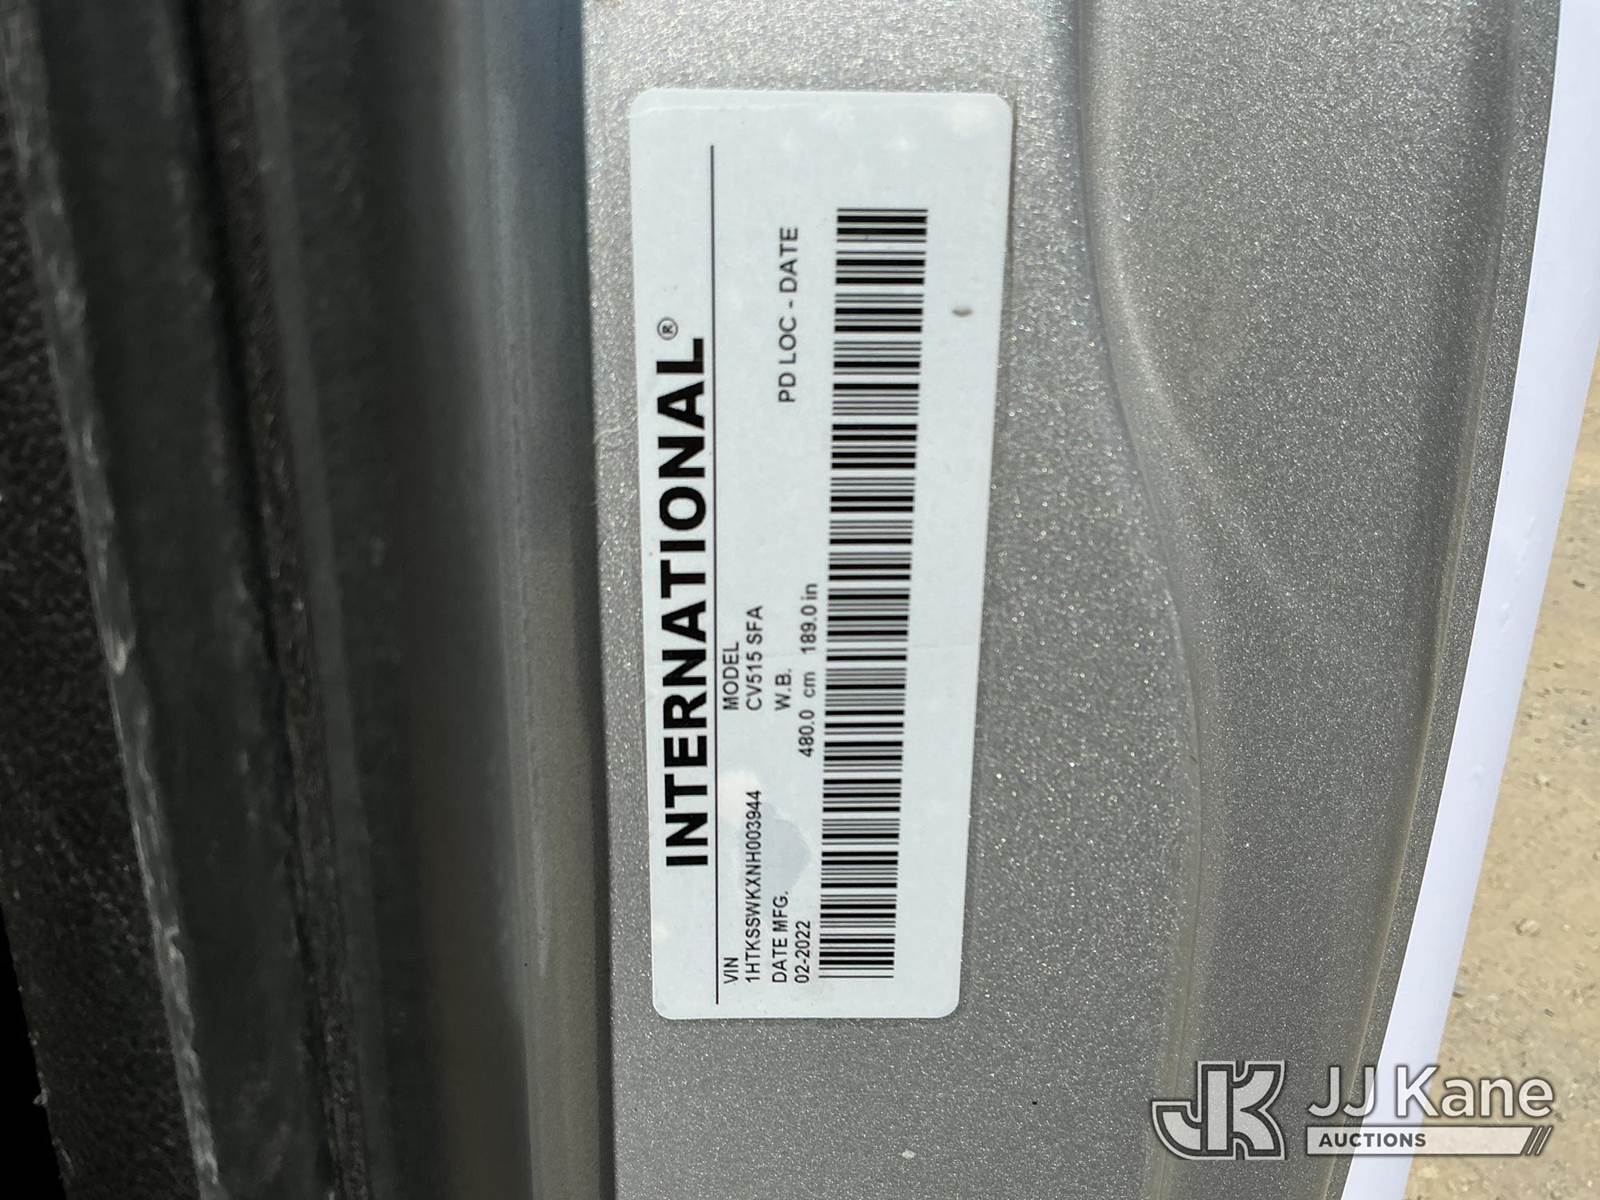 INTERNATIONAL®
VIN MODEL
1HTKSSWKXNH003944 CV515 SFA
DATE MFG. W.B. PD LOC - DATE
02-2022 480.0 cm 189.0 in
JK JJ Kane
AUCTIONS